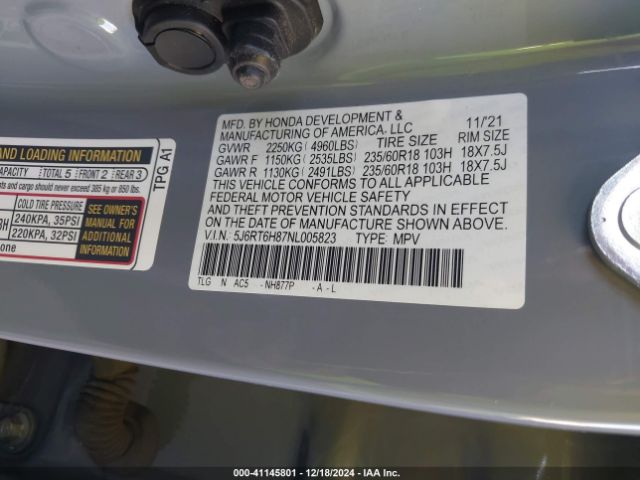 MFD. BY HONDA DEVELOPMENT & 11/21
MANUFACTURING OF AMERICA, LLC
GVWR 2250KG ( 4960LBS) TIRE SIZE RIM SIZE
GAWR F 1150KG ( 2535LBS) 235/60R18 103H 18X7.5J
GAWR R 1130KG ( 2491LBS) 235/60R18 103H 18X7.5J
THIS VEHICLE CONFORMS TO ALL APPLICABLE
FEDERAL MOTOR VEHICLE SAFETY
AND THEFT PREVENTION STANDARDS IN EFFECT
ON THE DATE OF MANUFACTURE SHOWN ABOVE.
V.I.N.: 5J6RT6H87NL005823 TYPE: MPV
TLG N AC5 -NH877P -A-L
AND LOADING INFORMATION
CAPACITY TOTAL 5 FRONT 2 REAR 3
and cargo should never exceed 385 kg or 850 lbs.
COLD TIRE PRESSURE
240KPA, 35PSI
220KPA, 32PSI
SEE OWNER'S
MANUAL FOR
ADDITIONAL
INFORMATION
TPG A1
000-41145801 - 12/18/2024 - IAA Inc.